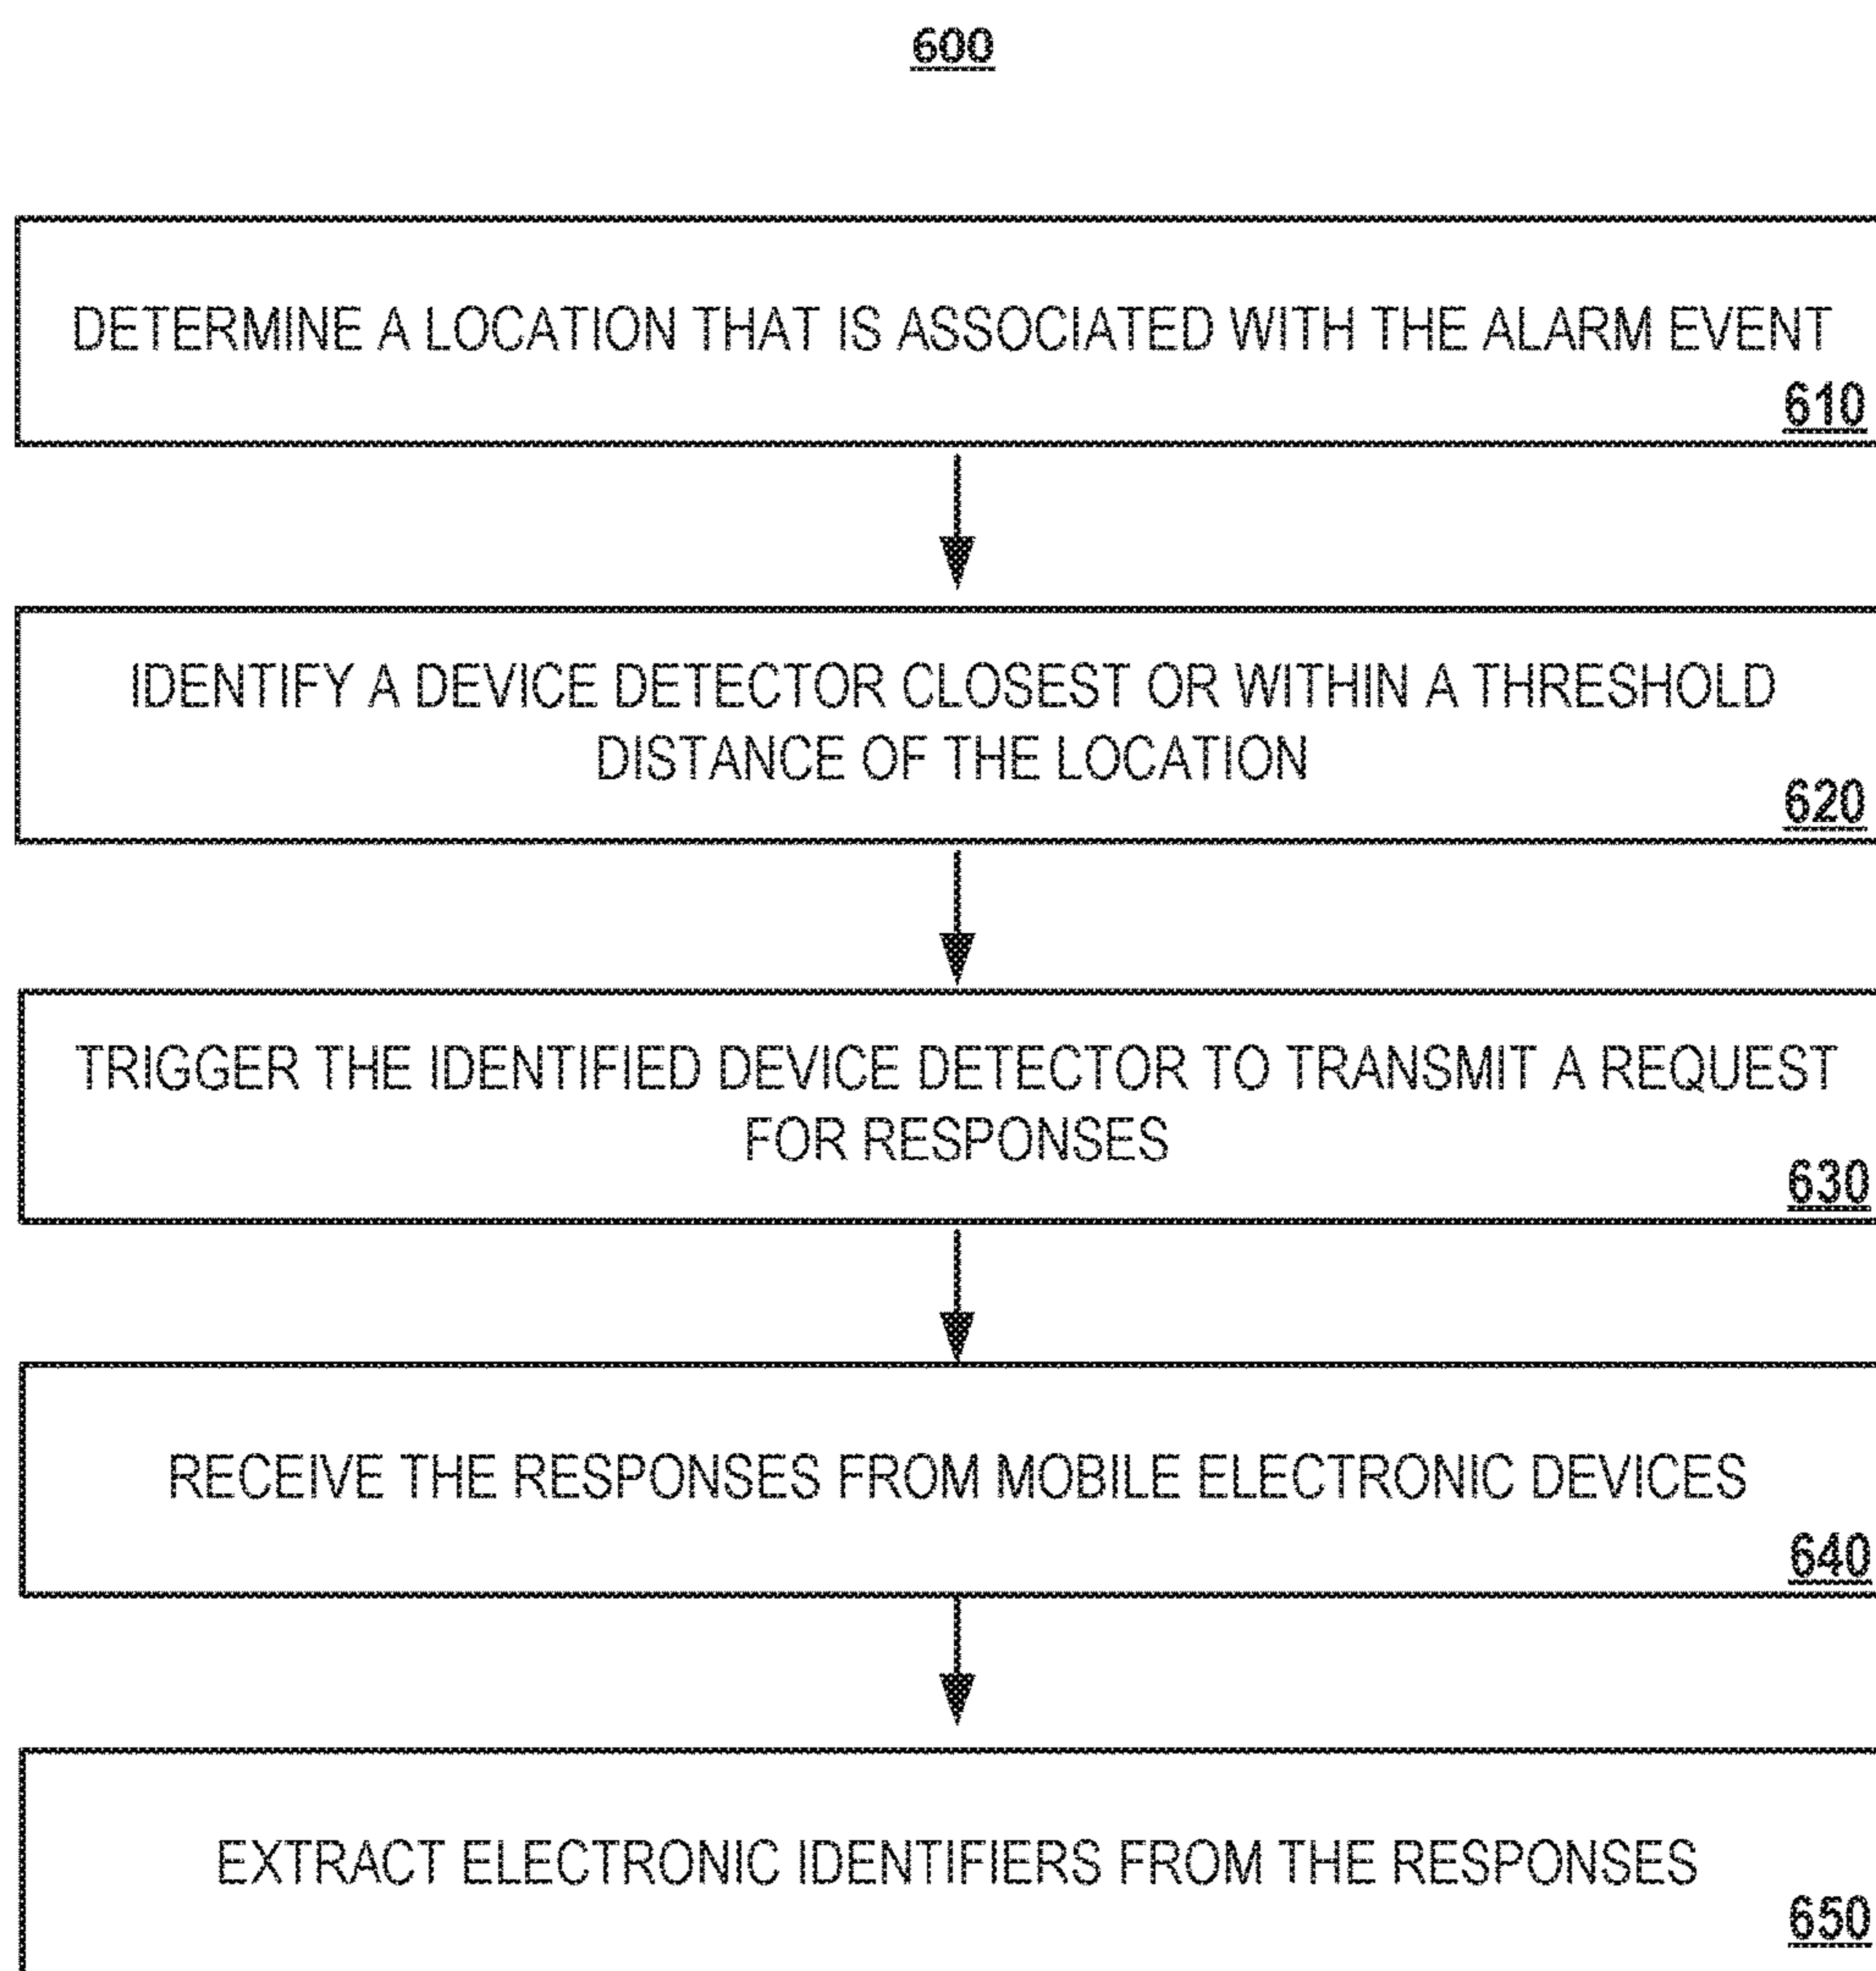 600
DETERMINE A LOCATION THAT IS ASSOCIATED WITH THE ALARM EVENT
610
IDENTIFY A DEVICE DETECTOR CLOSEST OR WITHIN A THRESHOLD
DISTANCE OF THE LOCATION
620
TRIGGER THE IDENTIFIED DEVICE DETECTOR TO TRANSMIT A REQUEST
FOR RESPONSES
630
RECEIVE THE RESPONSES FROM MOBILE ELECTRONIC DEVICES
640
EXTRACT ELECTRONIC IDENTIFIERS FROM THE RESPONSES
650